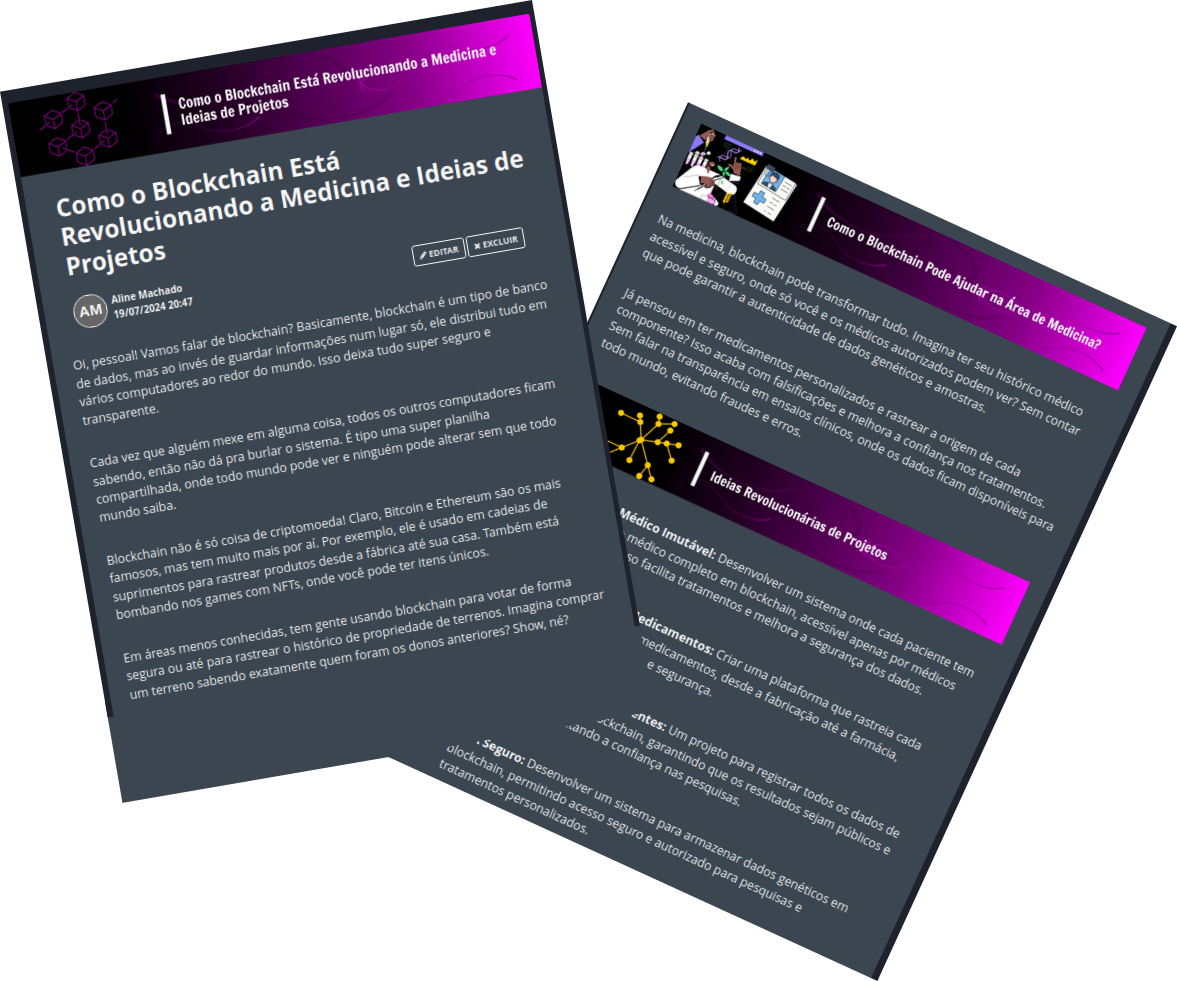 Como o Blockchain Está Revolucionando a Medicina e
Ideias de Projetos
Como o Blockchain Está
Revolucionando a Medicina e Ideias de
Projetos
EDITAR
EXCLUIR
AM
Aline Machado
19/07/2024 20:47
Oi, pessoal! Vamos falar de blockchain? Basicamente, blockchain é um tipo de banco
de dados, mas ao invés de guardar informações num lugar só, ele distribui tudo em
vários computadores ao redor do mundo. Isso deixa tudo super seguro e
transparente.
Cada vez que alguém mexe em alguma coisa, todos os outros computadores ficam
sabendo, então não dá pra burlar o sistema. É tipo uma super planilha
compartilhada, onde todo mundo pode ver e ninguém pode alterar sem que todo
mundo saiba.
Blockchain não é só coisa de criptomoeda! Claro, Bitcoin e Ethereum são os mais
famosos, mas tem muito mais por aí. Por exemplo, ele é usado em cadeias de
suprimentos para rastrear produtos desde a fábrica até sua casa. Também está
bombando nos games com NFTs, onde você pode ter itens únicos.
Em áreas menos conhecidas, tem gente usando blockchain para votar de forma
segura ou até para rastrear o histórico de propriedade de terrenos. Imagina comprar
um terreno sabendo exatamente quem foram os donos anteriores? Show, né?
Como o Blockchain Pode Ajudar na Área de Medicina?
Na medicina, blockchain pode transformar tudo. Imagina ter seu histórico médico
acessível e seguro, onde só você e os médicos autorizados podem ver? Sem contar
que pode garantir a autenticidade de dados genéticos e amostras.
Já pensou em ter medicamentos personalizados e rastrear a origem de cada
componente? Isso acaba com falsificações e melhora a confiança nos tratamentos.
Sem falar na transparência em ensaios clínicos, onde os dados ficam disponíveis para
todo mundo, evitando fraudes e erros.
Ideias Revolucionárias de Projetos
Médico Imutável: Desenvolver um sistema onde cada paciente tem
médico completo em blockchain, acessível apenas por médicos
so facilita tratamentos e melhora a segurança dos dados.
edicamentos: Criar uma plataforma que rastreia cada
medicamentos, desde a fabricação até a farmácia,
e segurança.
entes: Um projeto para registrar todos os dados de
ckchain, garantindo que os resultados sejam públicos e
tando a confiança nas pesquisas.
Seguro: Desenvolver um sistema para armazenar dados genéticos em
blockchain, permitindo acesso seguro e autorizado para pesquisas e
tratamentos personalizados.